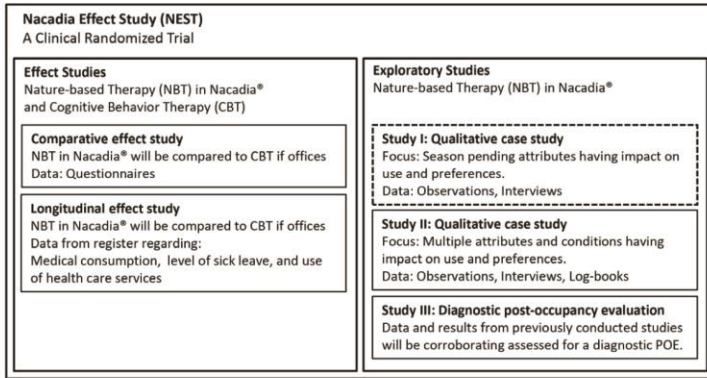 Nacadia Effect Study (NEST)
A Clinical Randomized Trial
Effect Studies
Nature-based Therapy (NBT) in Nacadia®
and Cognitive Behavior Therapy (CBT)
Comparative effect study
NBT in Nacadia® will be compared to CBT if offices
Data: Questionnaires
Longitudinal effect study
NBT in Nacadia® will be compared to CBT if offices
Data from register regarding:
Medical consumption, level of sick leave, and use
of health care services
Exploratory Studies
Nature-based Therapy (NBT) in Nacadia®
Study I: Qualitative case study
Focus: Season pending attributes having impact on
use and preferences.
Data: Observations, Interviews
Study II: Qualitative case study
Focus: Multiple attributes and conditions having
impact on use and preferences.
Data: Observations, Interviews, Log-books
Study III: Diagnostic post-occupancy evaluation
Data and results from previously conducted studies
will be corroborating assessed for a diagnostic POE.